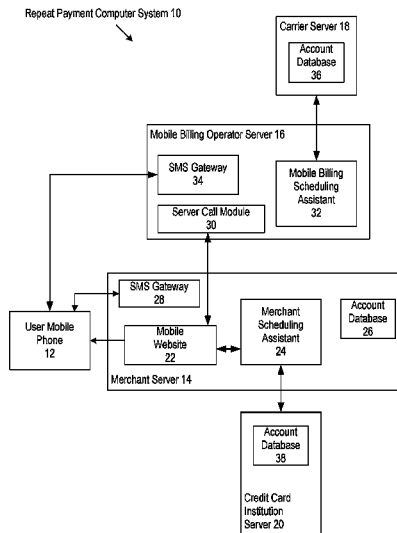 Repeat Payment Computer System 10
Carrier Server 18
Account
Database
36
Mobile Billing Operator Server 16
SMS Gateway
34
Mobile Billing
Scheduling
Assistant
32
Server Call Module
30
SMS Gateway
28
User Mobile
Phone
12
Mobile
Website
22
Merchant
Scheduling
Assistant
24
Account
Database
26
Merchant Server 14
Account
Database
38
Credit Card
Institution
Server 20